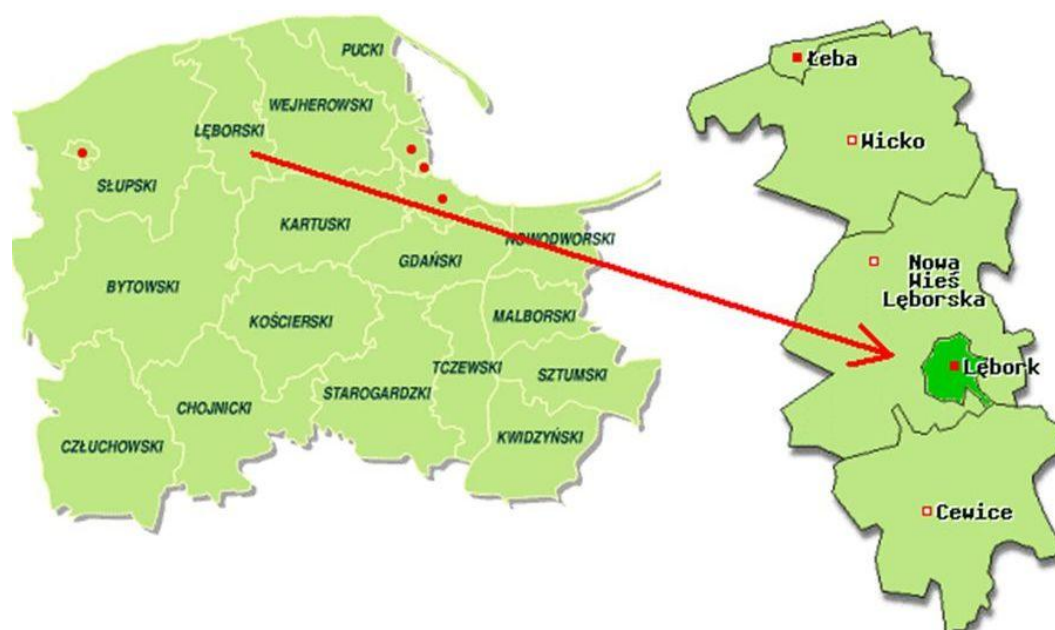 PUCKI
WEJHEROWSKI
LĘBORSKI
SŁUPSKI
KARTUSKI
NOWODWORSKI
GDAŃSKI
BYTOWSKI
KOŚCIERSKI
MALBORSKI
TCZEWSKI
SZTUMSKI
CHOJNICKI
STAROGARDZKI
CZŁUCHOWSKI
KWIDZYŃSKI
Łeba
Wicko
Nowa
Wieś
Lęborska
Lębork
Cewice